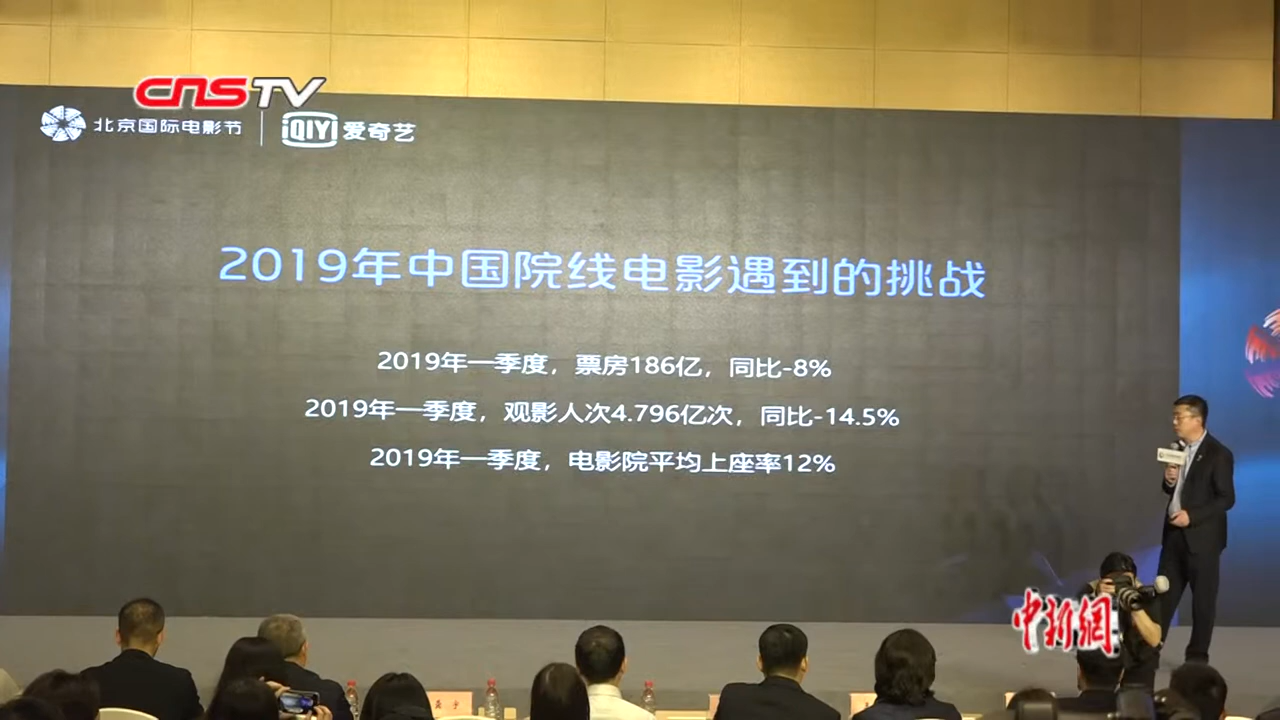 CNSTV
北京国际电影节
iQIYI 爱奇艺
2019年中国院线电影遇到的挑战
2019年一季度，票房186亿，同比-8%
2019年一季度，观影人次4.796亿次，同比-14.5%
2019年一季度，电影院平均上座率12%
中新網